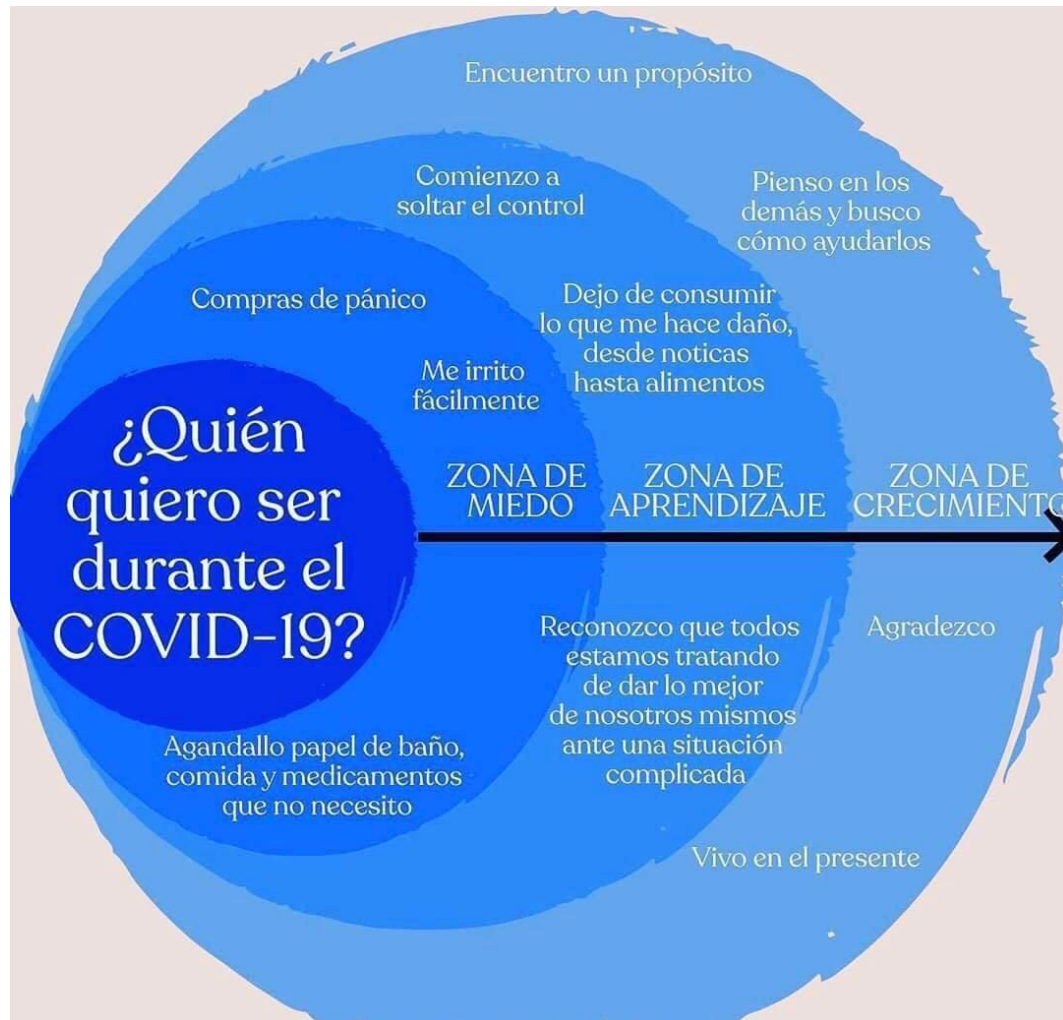 Encuentro un propósito
Comienzo a
soltar el control
Pienso en los
demás y busco
cómo ayudarlos
Compras de pánico
Dejo de consumir
lo que me hace daño,
desde noticas
hasta alimentos
Me irrito
fácilmente
¿Quién
quiero ser
durante el
COVID-19?
ZONA DE
MIEDO
ZONA DE
APRENDIZAJE
ZONA DE
CRECIMIENTO
Reconozco que todos
estamos tratando
de dar lo mejor
de nosotros mismos
ante una situación
complicada
Agradezco
Agandallo papel de baño,
comida y medicamentos
que no necesito
Vivo en el presente